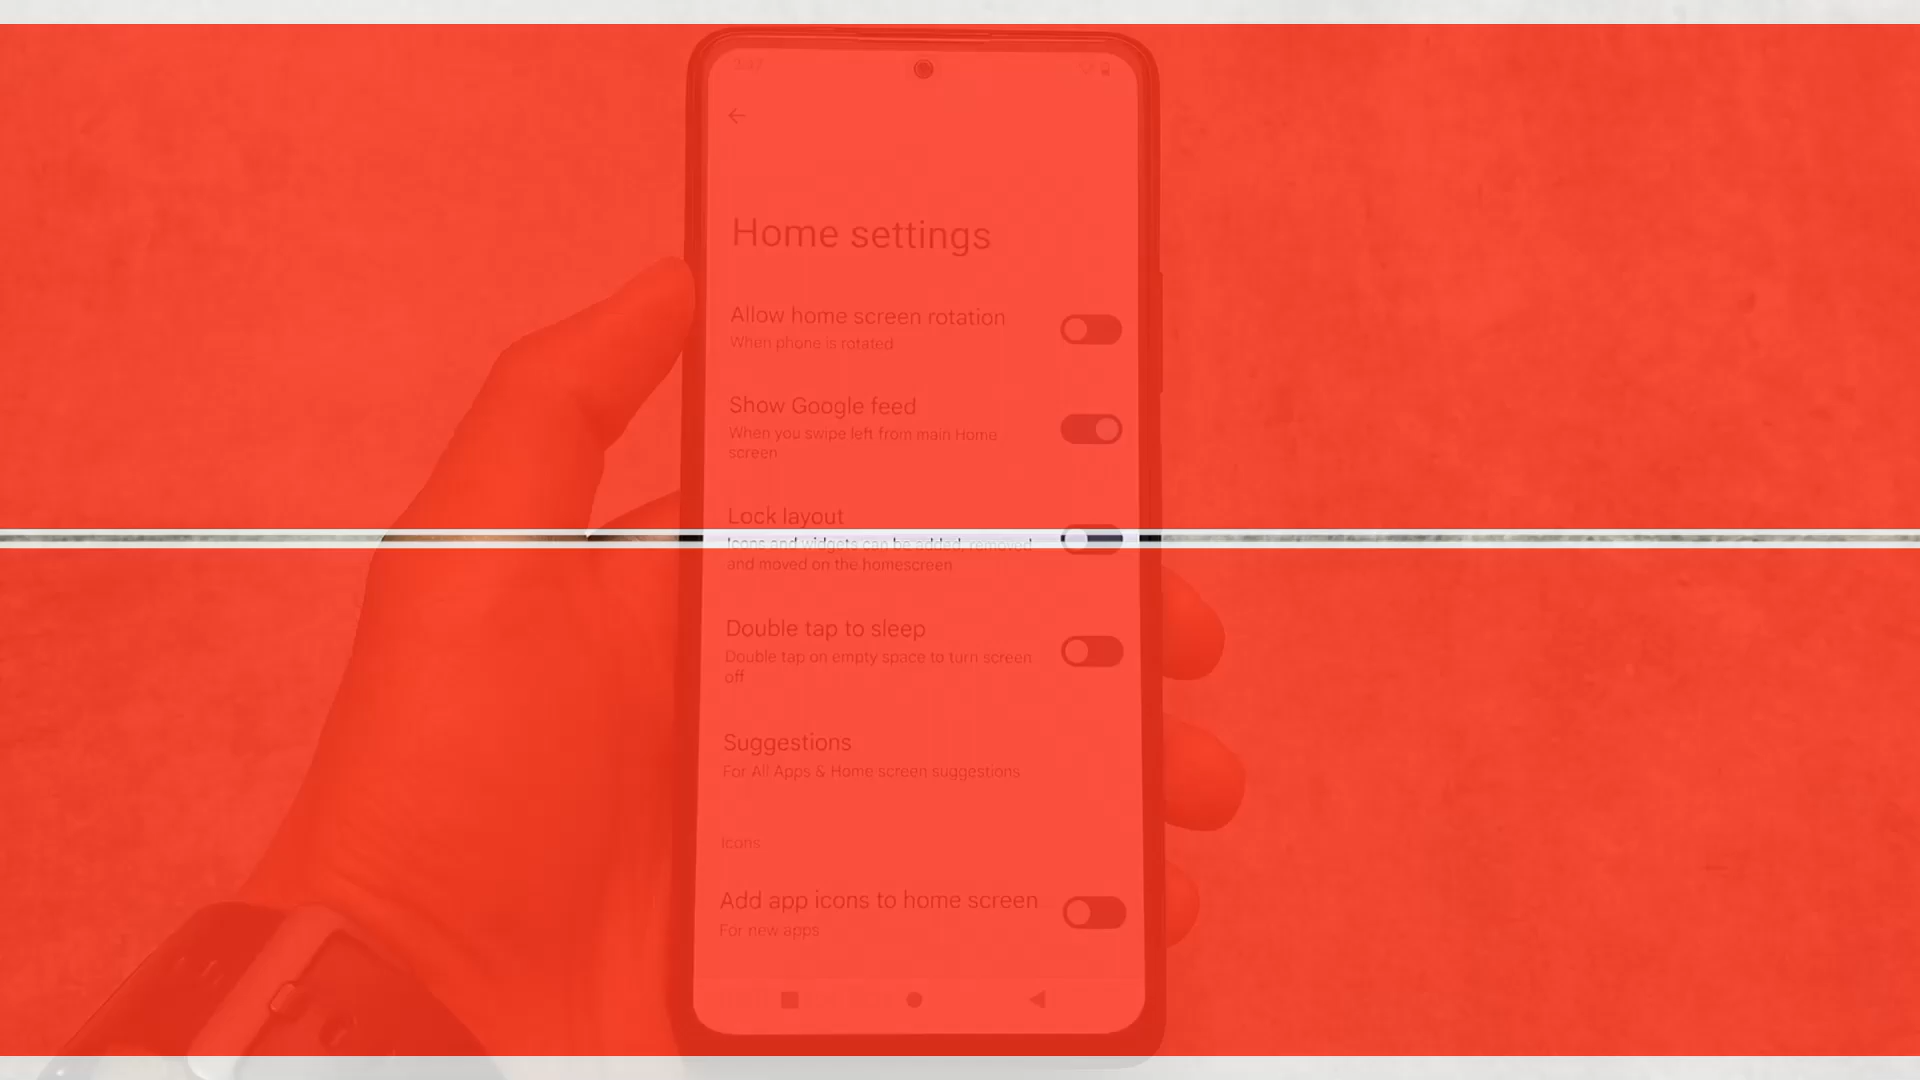 Home settings
Allow home screen rotation
When phone is rotated
Show Google feed
When you swipe left from main Home
screen
Lock layout
Icons and widgets can be added, removed
and moved on the homescreen
Double tap to sleep
Double tap on empty space to turn screen
off
Suggestions
For All Apps & Home screen suggestions
Icons
Add app icons to home screen
For new apps